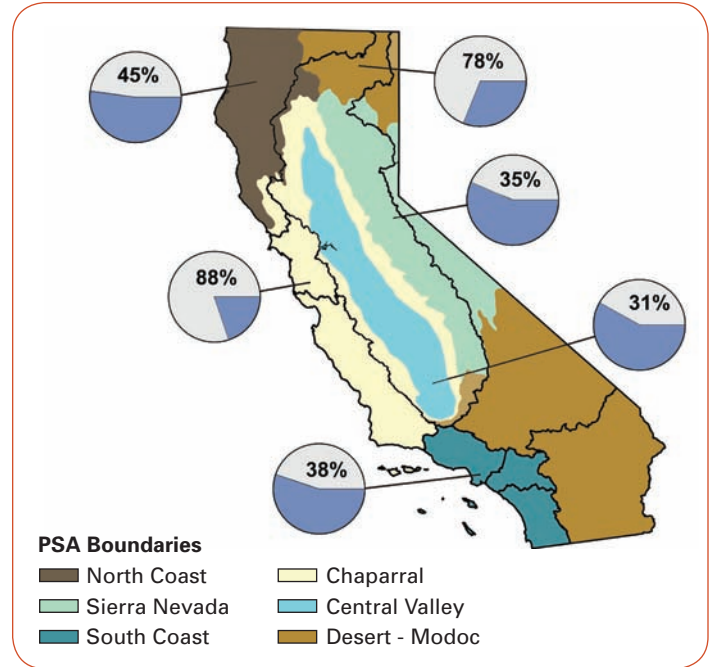 45%
78%
35%
88%
31%
38%
PSA Boundaries
North Coast
Chaparral
Sierra Nevada
Central Valley
South Coast
Desert - Modoc